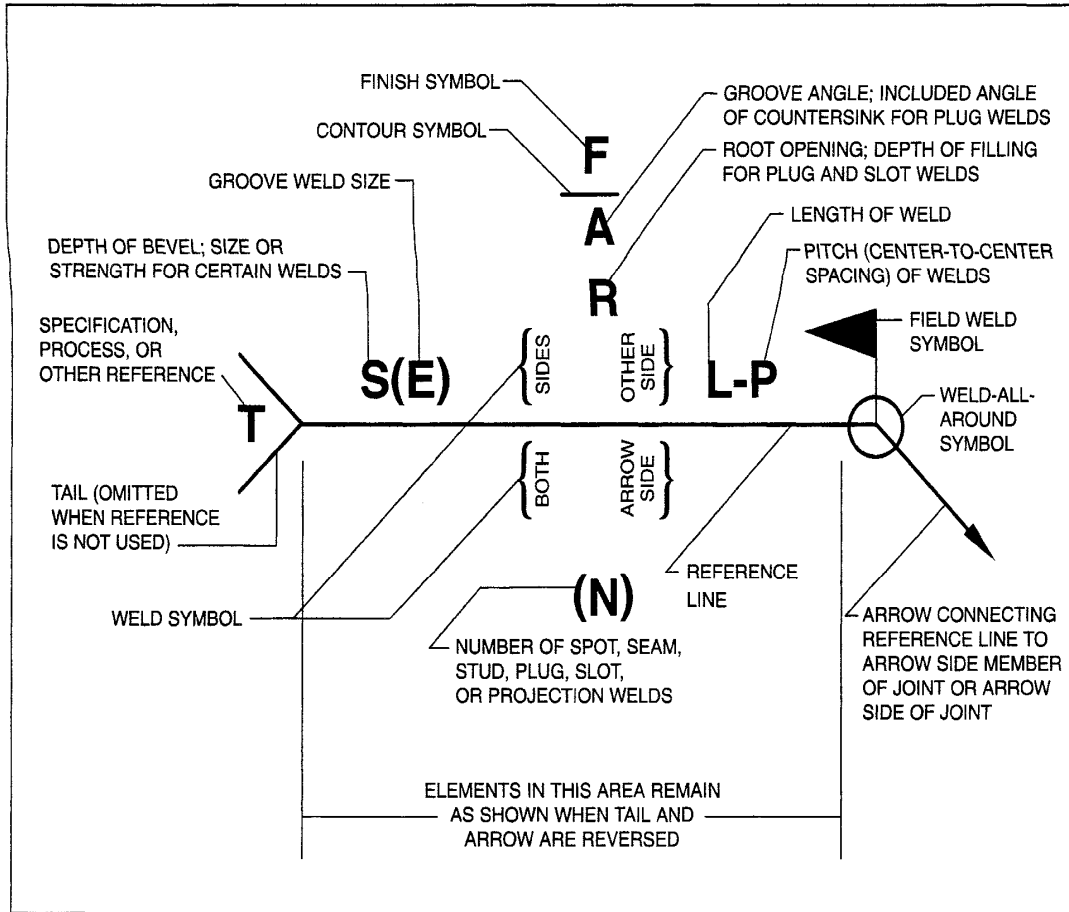 FINISH SYMBOL
CONTOUR SYMBOL
GROOVE WELD SIZE
DEPTH OF BEVEL; SIZE OR
STRENGTH FOR CERTAIN WELDS
SPECIFICATION,
PROCESS, OR
OTHER REFERENCE
F
A
R
GROOVE ANGLE; INCLUDED ANGLE
OF COUNTERSINK FOR PLUG WELDS
ROOT OPENING; DEPTH OF FILLING
FOR PLUG AND SLOT WELDS
LENGTH OF WELD
PITCH (CENTER-TO-CENTER
SPACING) OF WELDS
FIELD WELD
SYMBOL
WELD-ALL-
AROUND
SYMBOL
T
S(E)
SIDES
OTHER
SIDE
L-P
BOTH
ARROW
SIDE
TAIL (OMITTED
WHEN REFERENCE
IS NOT USED)
WELD SYMBOL
(N)
NUMBER OF SPOT, SEAM,
STUD, PLUG, SLOT,
OR PROJECTION WELDS
REFERENCE
LINE
ARROW CONNECTING
REFERENCE LINE TO
ARROW SIDE MEMBER
OF JOINT OR ARROW
SIDE OF JOINT
ELEMENTS IN THIS AREA REMAIN
AS SHOWN WHEN TAIL AND
ARROW ARE REVERSED